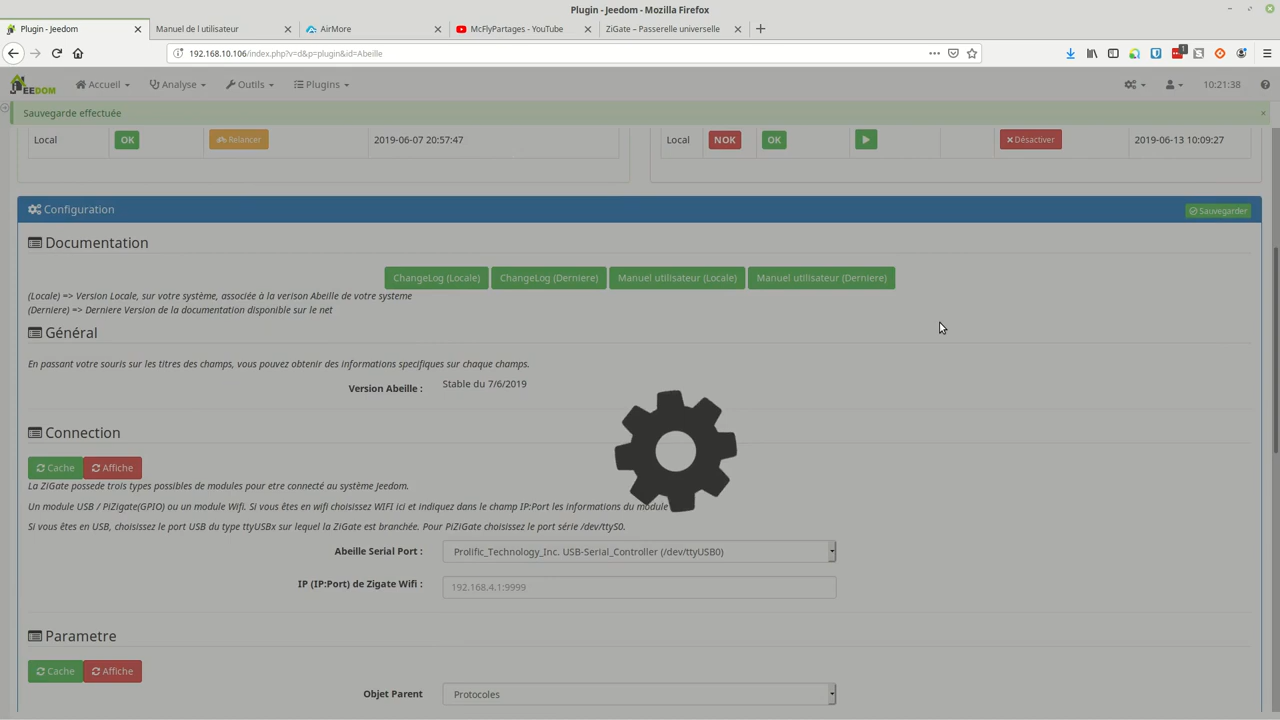 Plugin - Jeedom - Mozilla Firefox
Plugin - Jeedom
Manuel de l utilisateur
AirMore
McFlyPartages - YouTube
ZiGate – Passerelle universelle
192.168.10.106/index.php?v=d&p=plugin&id=Abeille
1
JEEDOM
Accueil
Analyse
Outils
Plugins
10:21:38
Sauvegarde effectuée
Local
OK
Relancer
2019-06-07 20:57:47
Local
NOK
OK
Désactiver
2019-06-13 10:09:27
Configuration
Sauvegarder
Documentation
ChangeLog (Locale)
ChangeLog (Derniere)
Manuel utilisateur (Locale)
Manuel utilisateur (Derniere)
(Locale) => Version Locale, sur votre système, associée à la verison Abeille de votre systeme
(Derniere) => Derniere Version de la documentation disponible sur le net
Général
En passant votre souris sur les titres des champs, vous pouvez obtenir des informations specifiques sur chaque champs.
Version Abeille :
Stable du 7/6/2019
Connection
Cache
Affiche
La ZiGate possede trois types possibles de modules pour etre connecté au système Jeedom.
Un module USB / PiZigate(GPIO) ou un module Wifi. Si vous êtes en wifi choisissez WIFI ici et indiquez dans le champ IP:Port les informations du module
Si vous êtes en USB, choisissez le port USB du type ttyUSBx sur lequel la ZiGate est branchée. Pour PiZiGate choisissez le port série /dev/ttyS0.
Abeille Serial Port :
Prolific_Technology_Inc. USB-Serial_Controller (/dev/ttyUSB0)
IP (IP:Port) de Zigate Wifi :
192.168.4.1:9999
Parametre
Cache
Affiche
Objet Parent
Protocoles